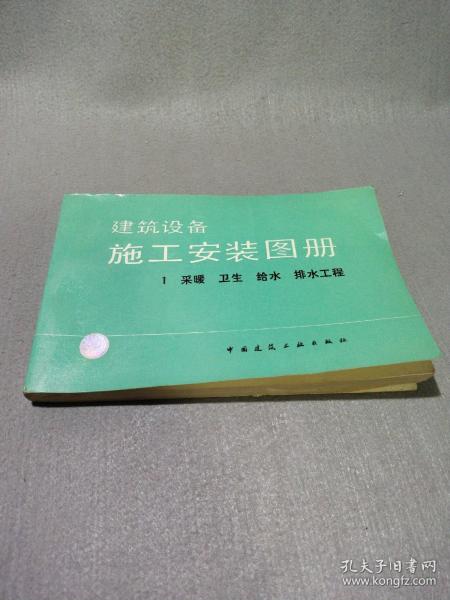 建筑设备
施工安装图册
1 采暖 卫生 给水 排水工程
中国建筑工业出版社
孔夫子旧书网
www.kongfz.com